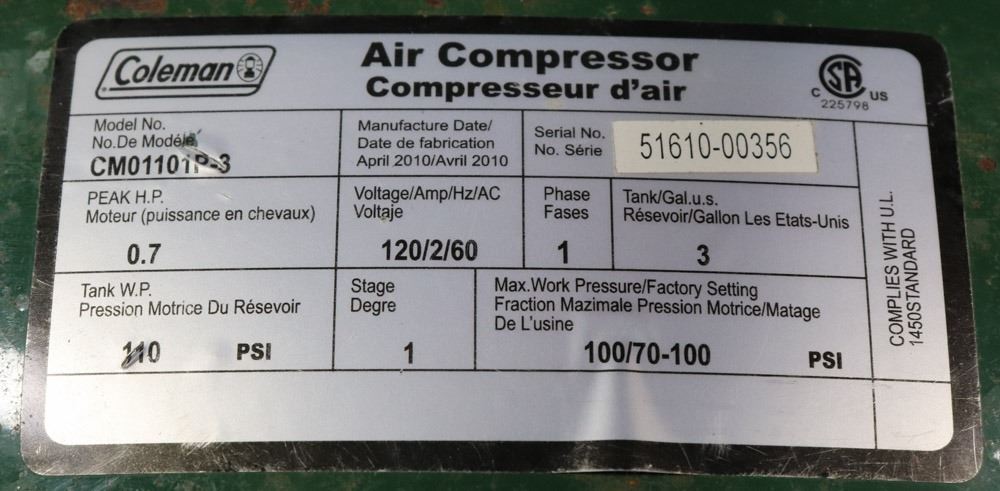 Coleman
Air Compressor
Compresseur d'air
C US
225798
Model No.
No.De Modéle
CM01101P-3
Manufacture Date/
Date de fabrication
April 2010/Avril 2010
Serial No.
No. Série
51610-00356
PEAK H.P.
Moteur (puissance en chevaux)
0.7
Voltage/Amp/Hz/AC
Voltaje
120/2/60
Phase
Fases
1
Tank/Gal.u.s.
Résevoir/Gallon Les Etats-Unis
3
Tank W.P.
Pression Motrice Du Résevoir
110 PSI
Stage
Degre
1
Max.Work Pressure/Factory Setting
Fraction Mazimale Pression Motrice/Matage
De L'usine
100/70-100 PSI
COMPLIES WITH U.L.
1450STANDARD